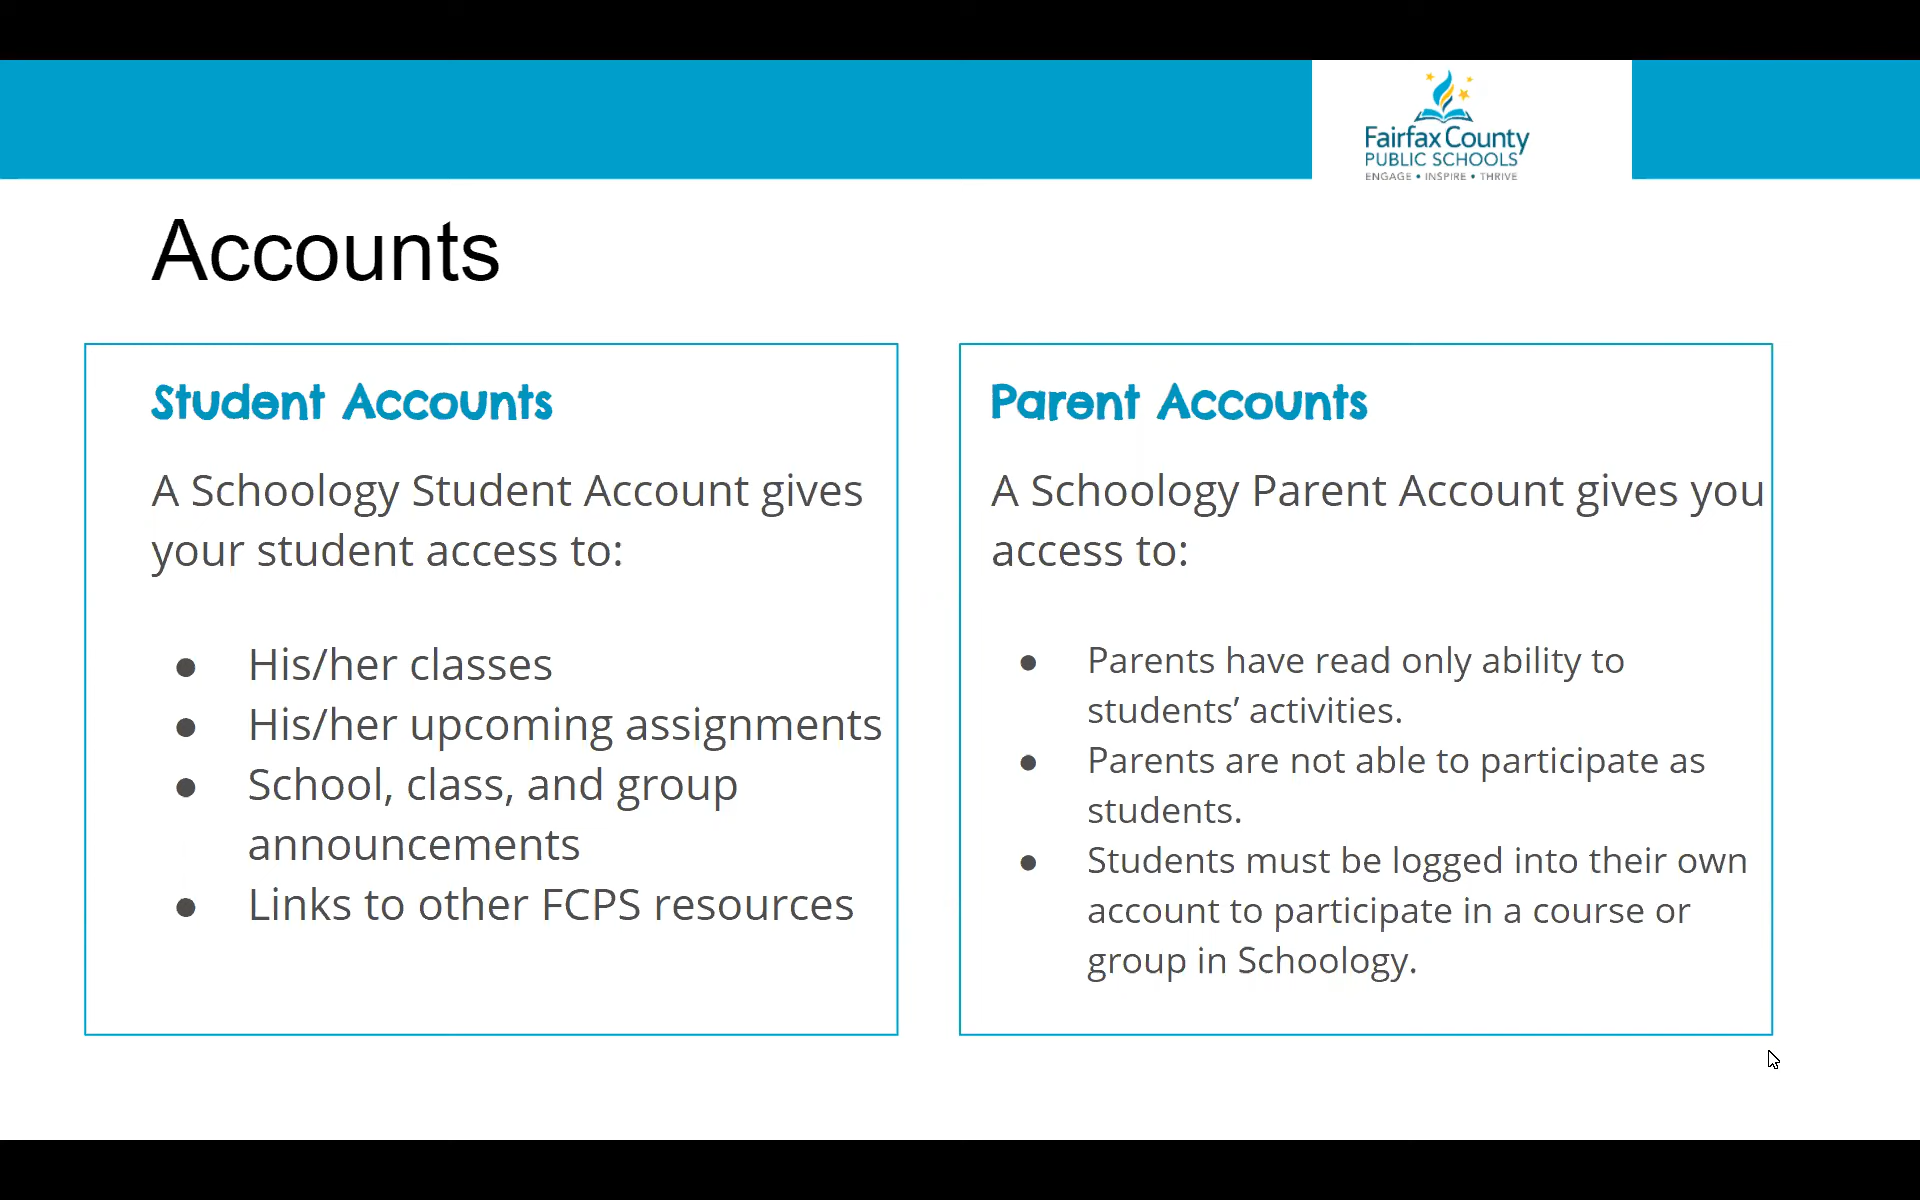 Fairfax County
PUBLIC SCHOOLS
ENGAGE • INSPIRE • THRIVE
Accounts
Student Accounts
A Schoology Student Account gives
your student access to:
● His/her classes
● His/her upcoming assignments
● School, class, and group
announcements
● Links to other FCPS resources
Parent Accounts
A Schoology Parent Account gives you
access to:
● Parents have read only ability to
students’ activities.
● Parents are not able to participate as
students.
● Students must be logged into their own
account to participate in a course or
group in Schoology.